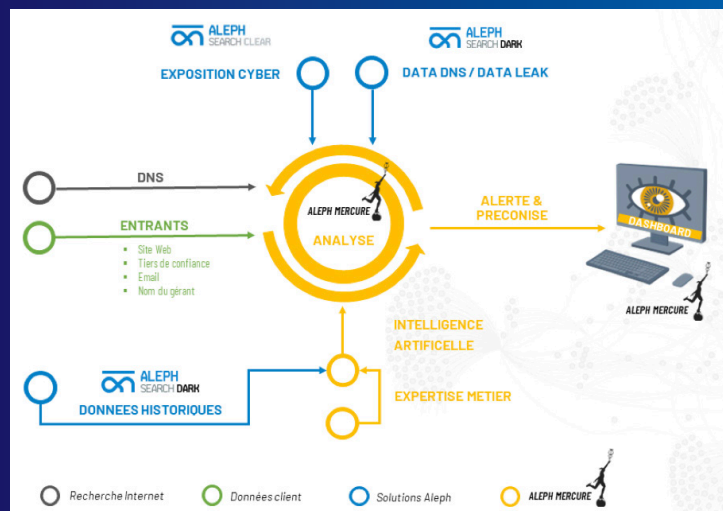 ALEPH
SEARCH CLEAR
ALEPH
SEARCH DARK
EXPOSITION CYBER
DATA DNS / DATA LEAK
DNS
ENTRANTS
Site Web
Tiers de confiance
Email
Nom du gérant
ALEPH MERCURE
ANALYSE
ALERTE &
PRECONISE
DASHBOARD
ALEPH MERCURE
INTELLIGENCE
ARTIFICELLE
ALEPH
SEARCH DARK
DONNEES HISTORIQUES
EXPERTISE METIER
Recherche Internet
Données client
Solutions Aleph
ALEPH MERCURE